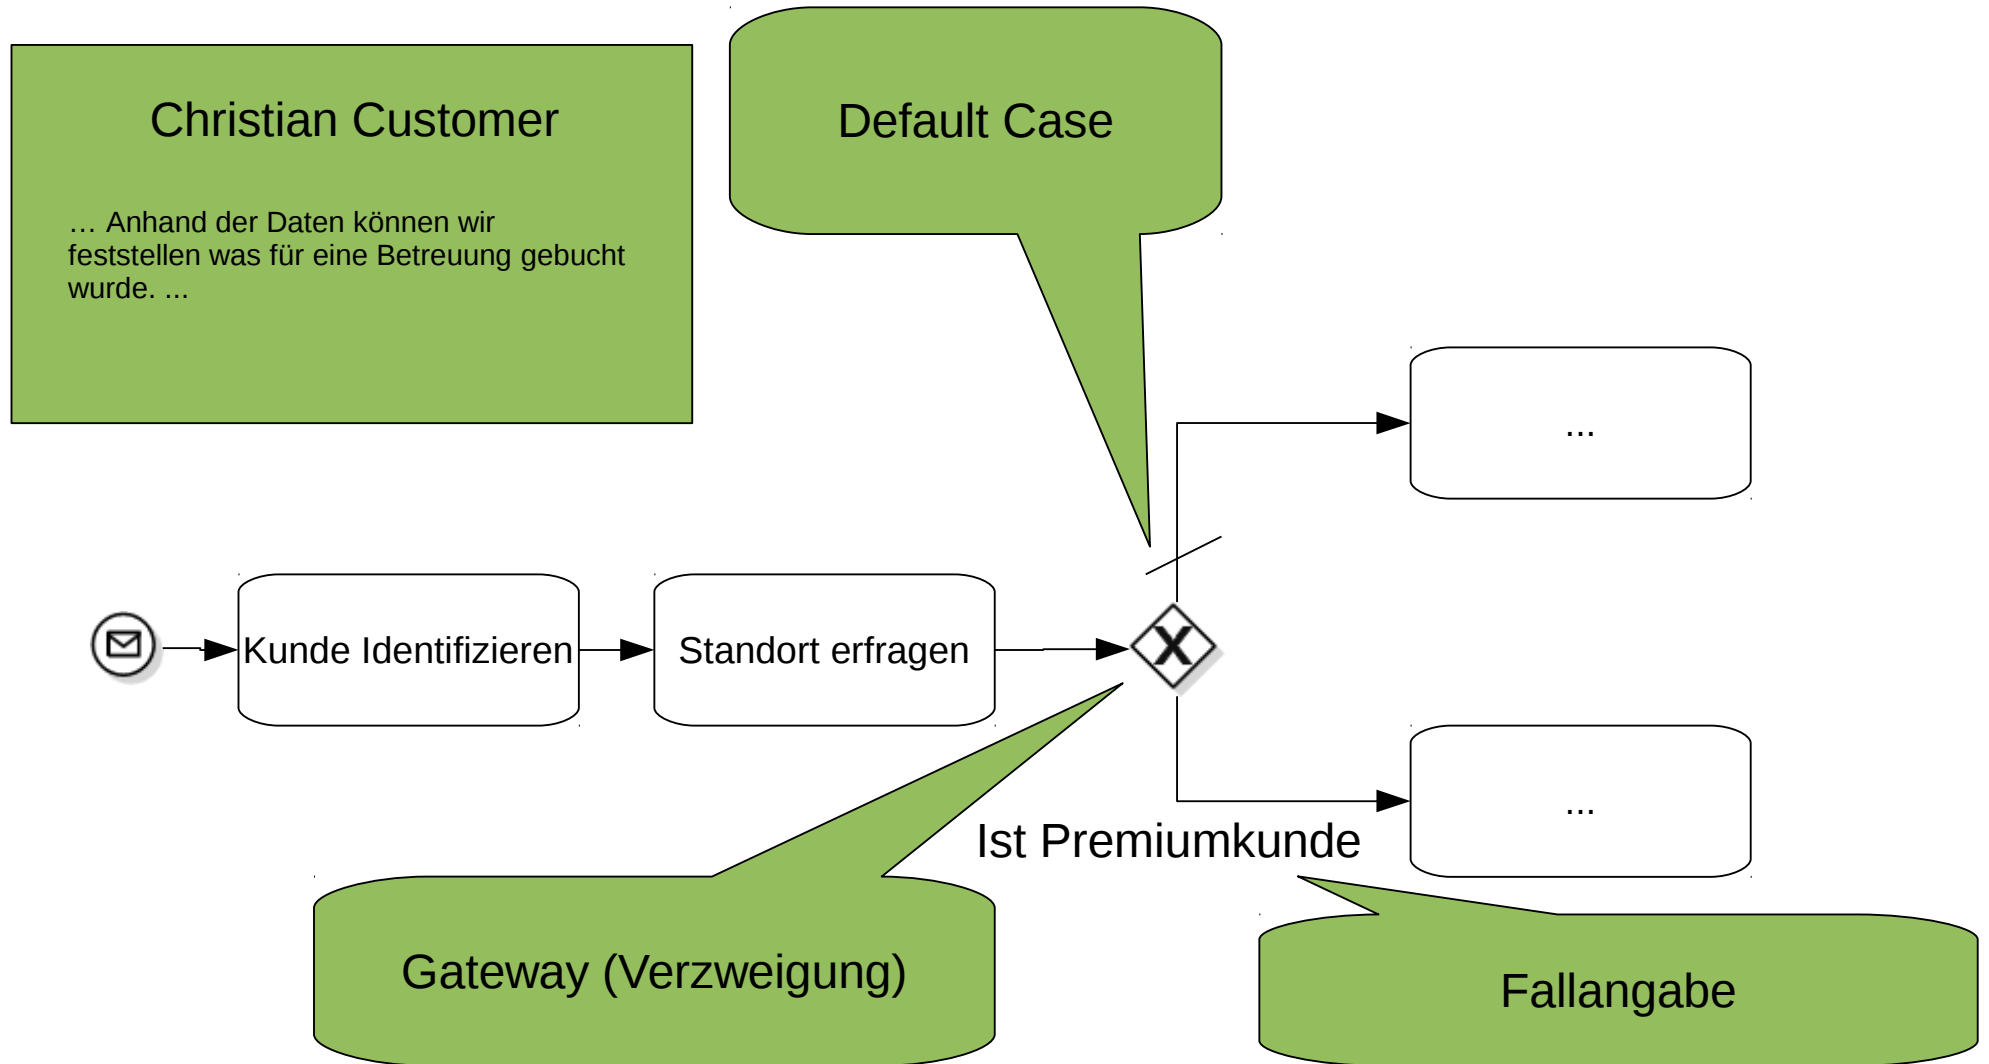 Christian Customer
… Anhand der Daten können wir
feststellen was für eine Betreuung gebucht
wurde. ...
Default Case
...
Kunde Identifizieren
Standort erfragen
X
Ist Premiumkunde
...
Gateway (Verzweigung)
Fallangabe